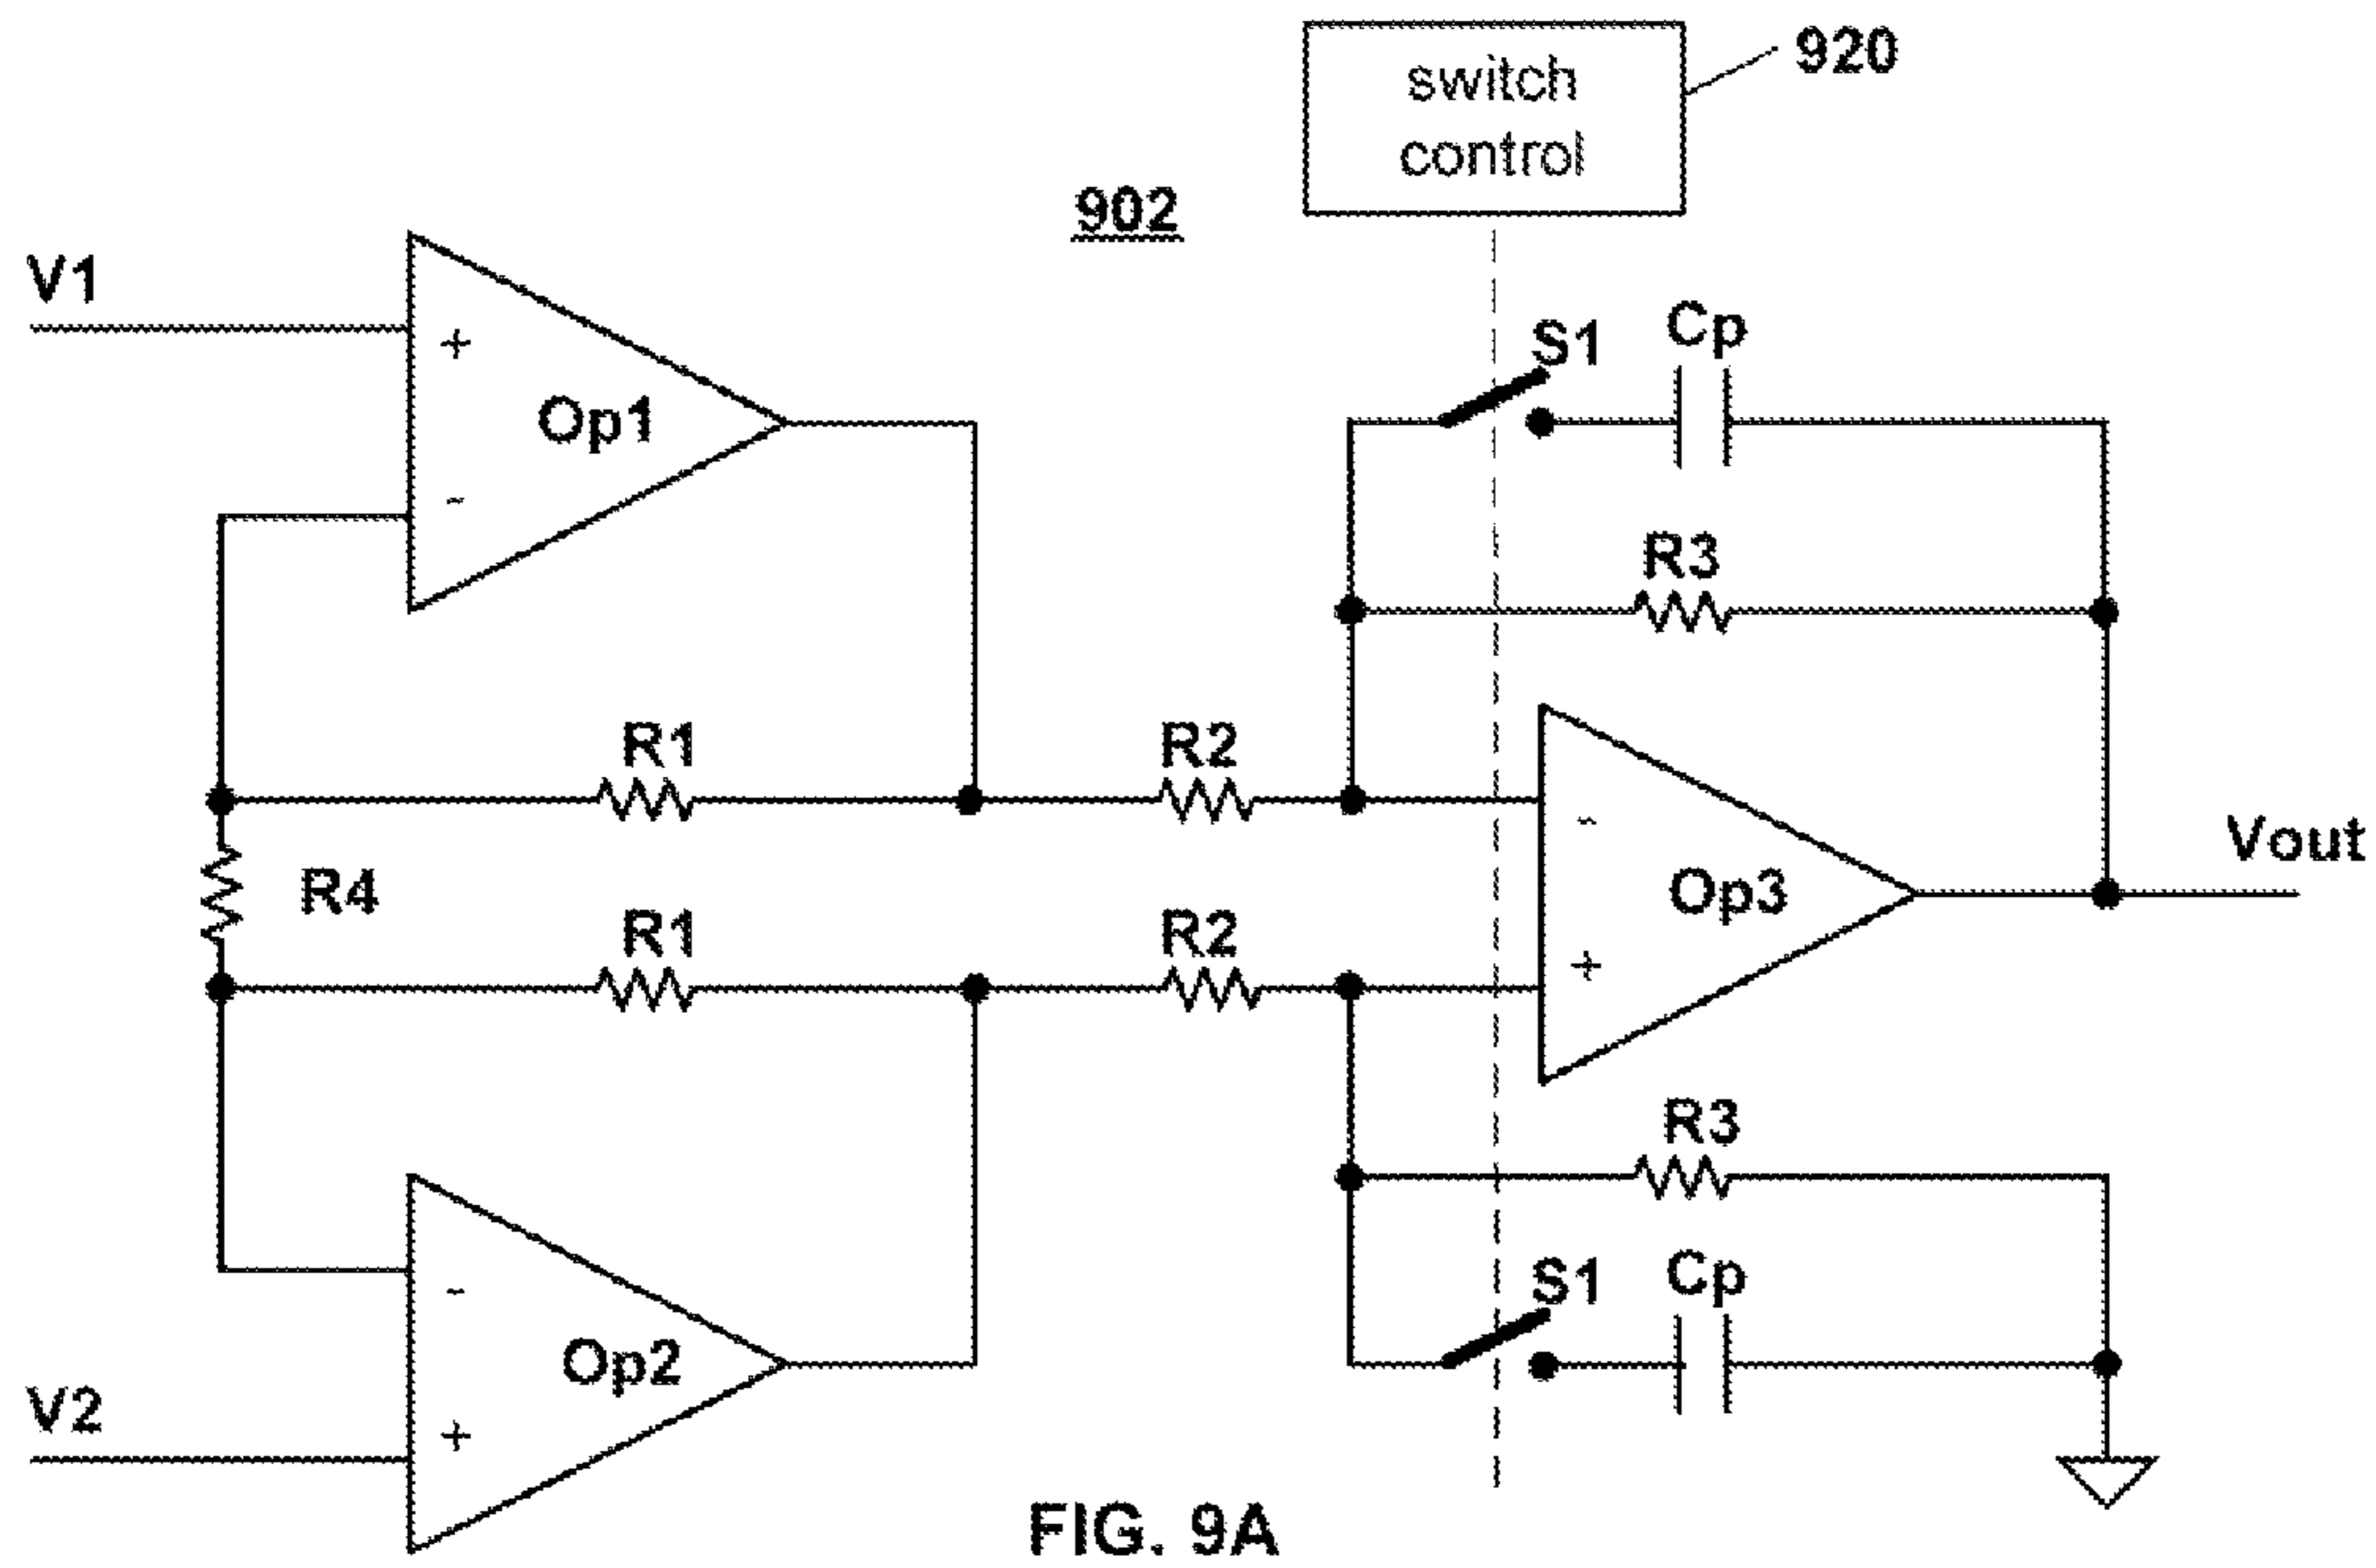 switch
control
920
902
V1
+
Op1
-
S1
Cp
R3
R1
R2
-
Op3
Vout
R4
R1
R2
+
R3
-
S1
Cp
Op2
V2
+
FIG. 9A